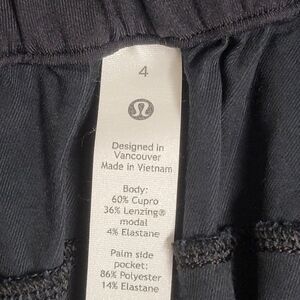 4
Designed in
Vancouver
Made in Vietnam
Body:
60% Cupro
36% Lenzing®
modal
4% Elastane
Palm side
pocket:
86% Polyester
14% Elastane